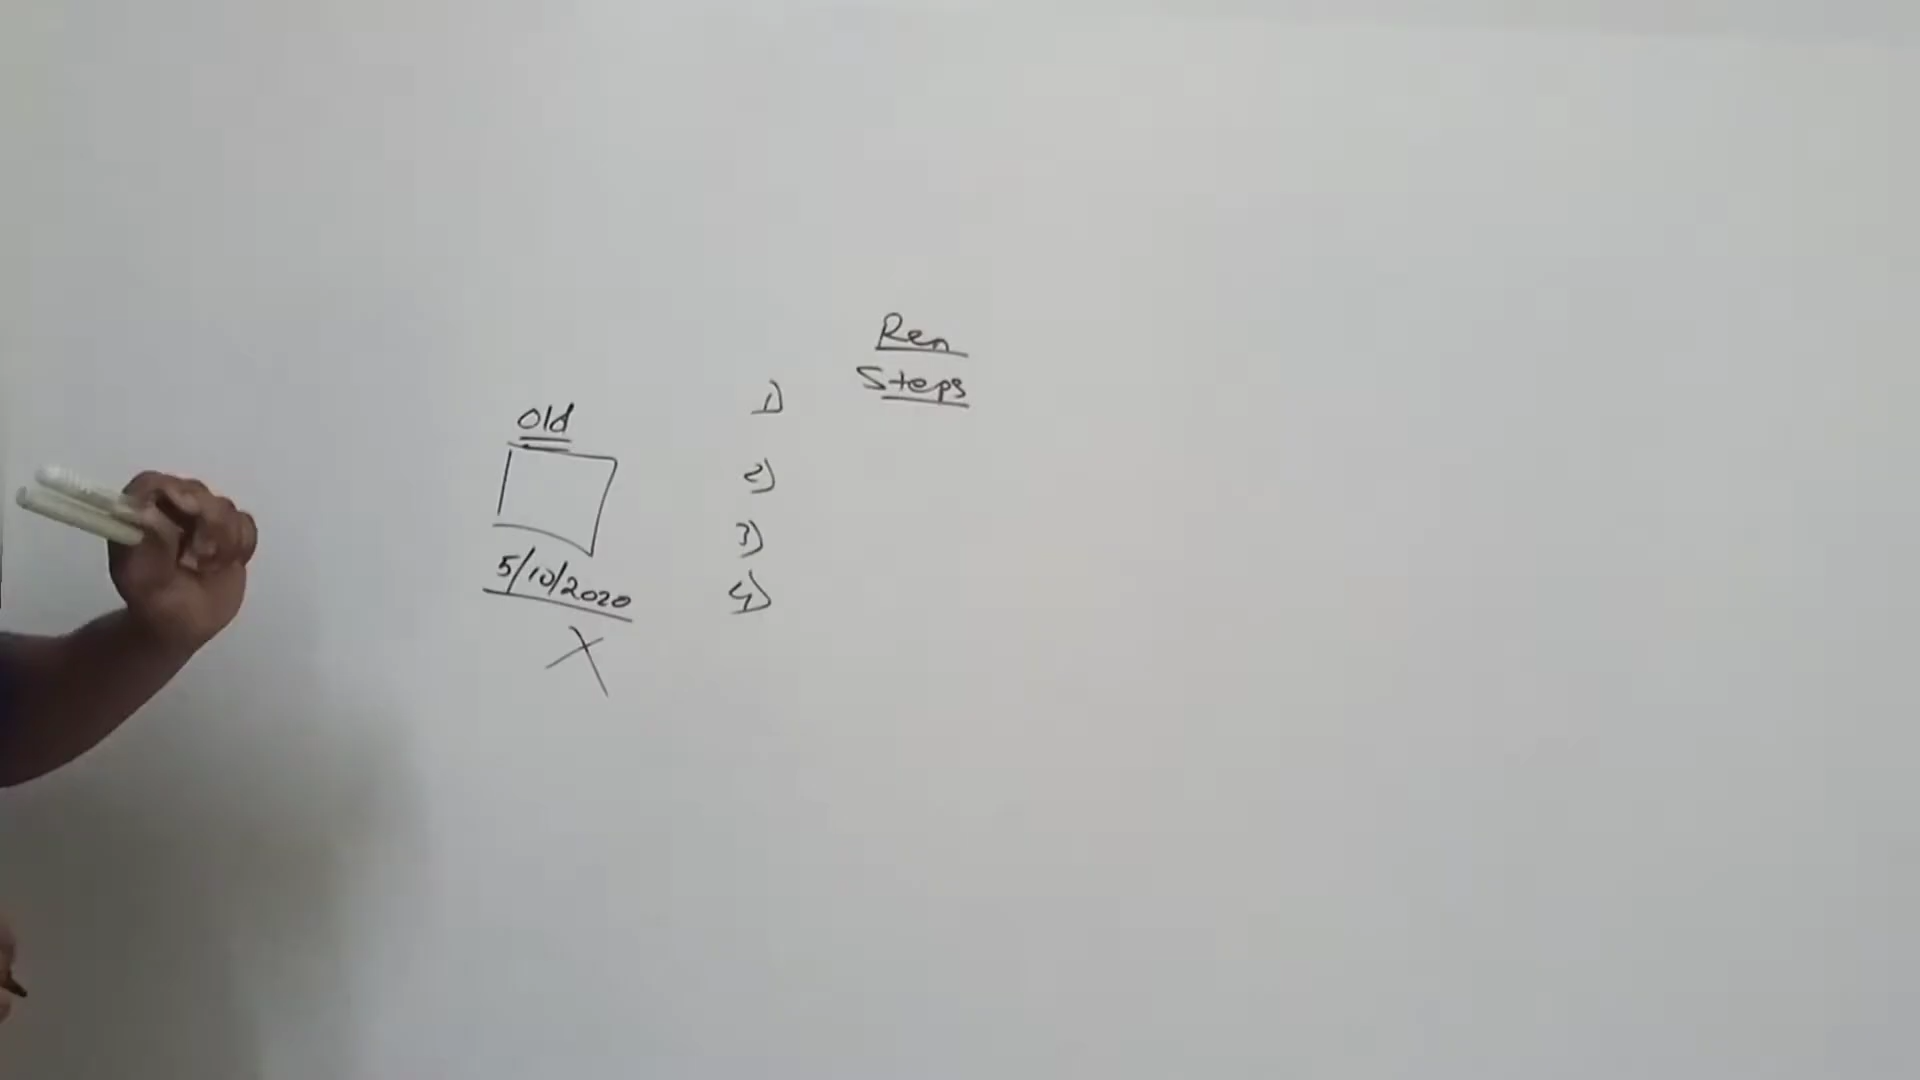 Ren
Steps
Old
5/10/2020
X
1)
2)
3)
4)